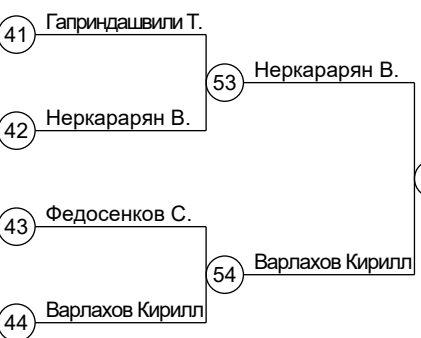 41 Гаприндашвили Т.
53 Неркарарян В.
42 Неркарарян В.
43 Федосенков С.
54 Варлахов Кирилл
44 Варлахов Кирилл